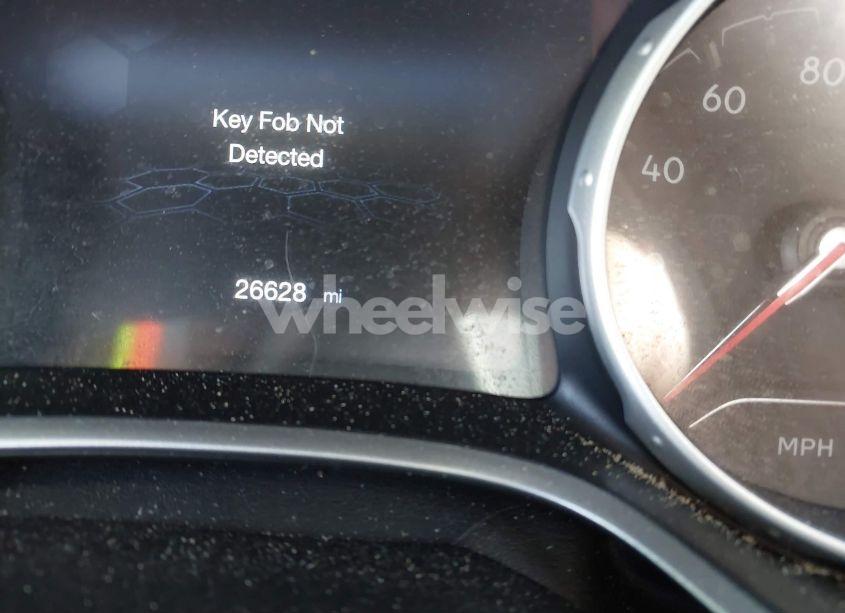 Key Fob Not
Detected
26628 mi
wheelwise
40
60
80
MPH